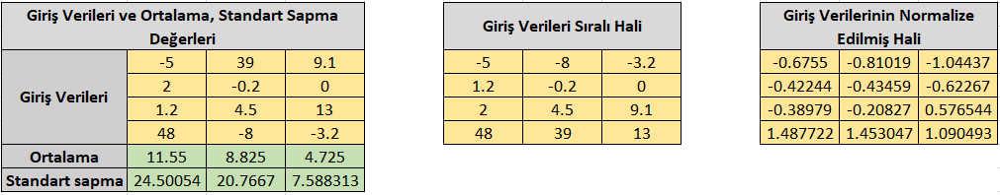 Giriş Verileri ve Ortalama, Standart Sapma
Değerleri
Giriş Verileri
-5 39 9.1
2 -0.2 0
1.2 4.5 13
48 -8 -3.2
Ortalama 11.55 8.825 4.725
Standart sapma 24.50054 20.7667 7.588313
Giriş Verileri Sıralı Hali
-5 -8 -3.2
1.2 -0.2 0
2 4.5 9.1
48 39 13
Giriş Verilerinin Normalize
Edilmiş Hali
-0.6755 -0.81019 -1.04437
-0.42244 -0.43459 -0.62267
-0.38979 -0.20827 0.576544
1.487722 1.453047 1.090493